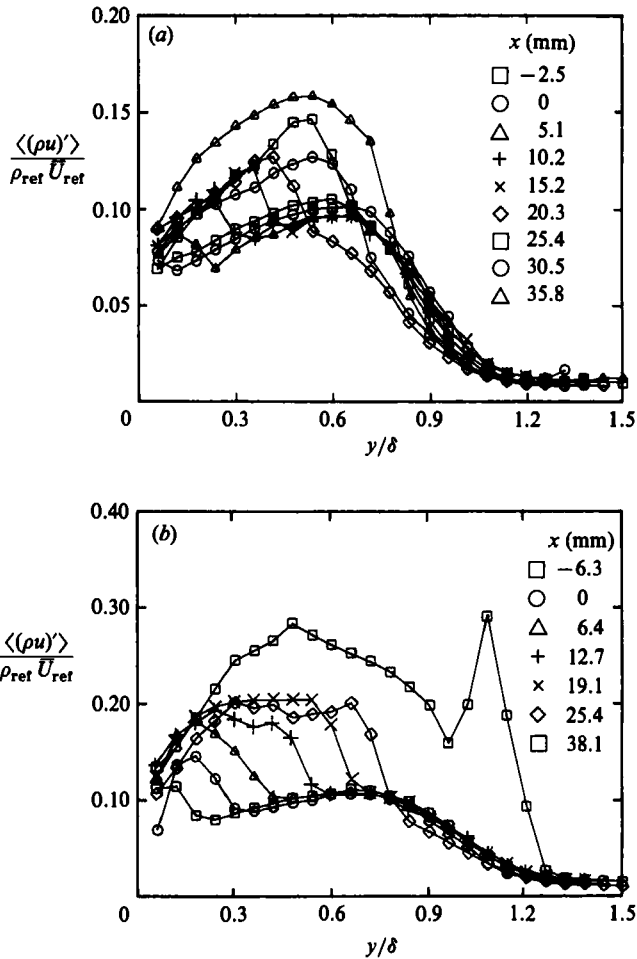 (a)
x (mm)
−2.5
0
5.1
10.2
15.2
20.3
25.4
30.5
35.8
0.20
0.15
0.10
0.05
⟨(ρu)′⟩
ρref Ūref
0 0.3 0.6 0.9 1.2 1.5
y/δ
(b)
x (mm)
−6.3
0
6.4
12.7
19.1
25.4
38.1
0.40
0.30
0.20
0.10
⟨(ρu)′⟩
ρref Ūref
0 0.3 0.6 0.9 1.2 1.5
y/δ